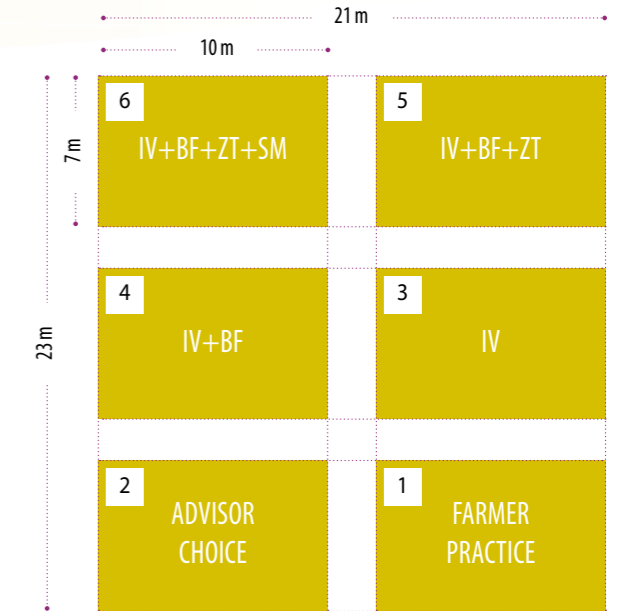 21 m
10 m
7 m
23 m
6
IV+BF+ZT+SM
5
IV+BF+ZT
4
IV+BF
3
IV
2
ADVISOR
CHOICE
1
FARMER
PRACTICE